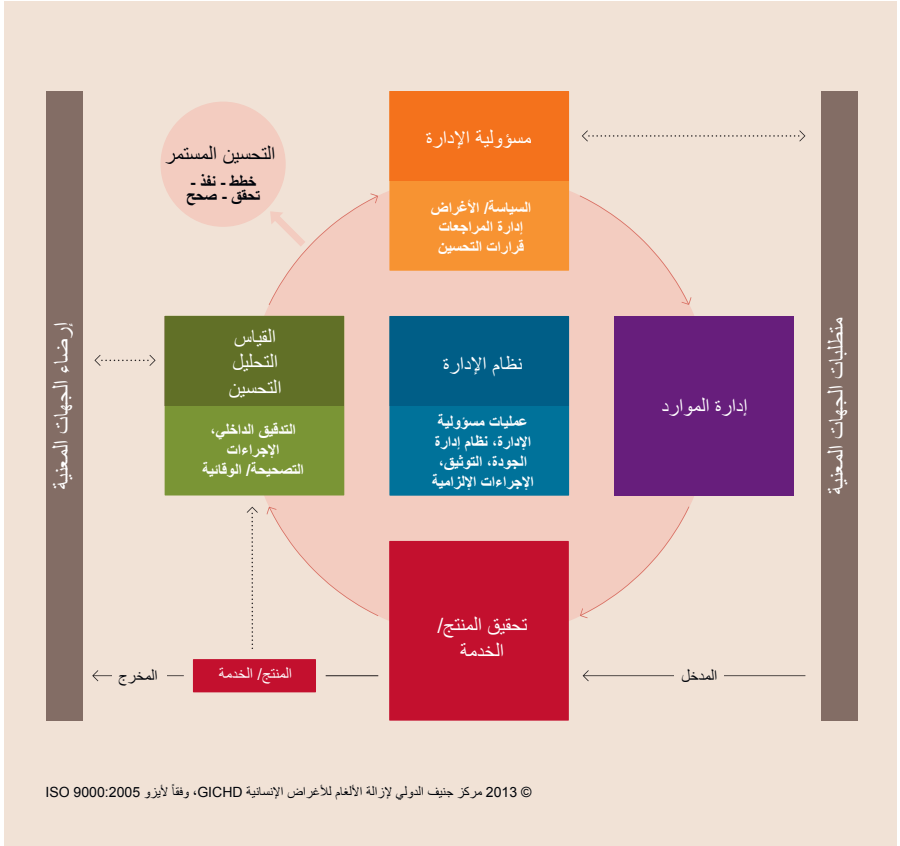 مسؤولية الإدارة
السياسة/ الأغراض
إدارة المراجعات
قرارات التحسين
التحسين المستمر
خطط - نفذ -
تحقق - صحح
متطلبات الجهات المعنية
إدارة الموارد
نظام الإدارة
عمليات مسؤولية
الإدارة، نظام إدارة
الجودة، التوثيق،
الإجراءات الإلزامية
القياس
التحليل
التحسين
التدقيق الداخلي،
الإجراءات
التصحيحة/ الوقائية
إرضاء الجهات المعنية
المدخل
تحقيق المنتج/
الخدمة
المنتج/ الخدمة
المخرج
© 2013 مركز جنيف الدولي لإزالة الألغام للأغراض الإنسانية GICHD، وفقاً لأيزو ISO 9000:2005